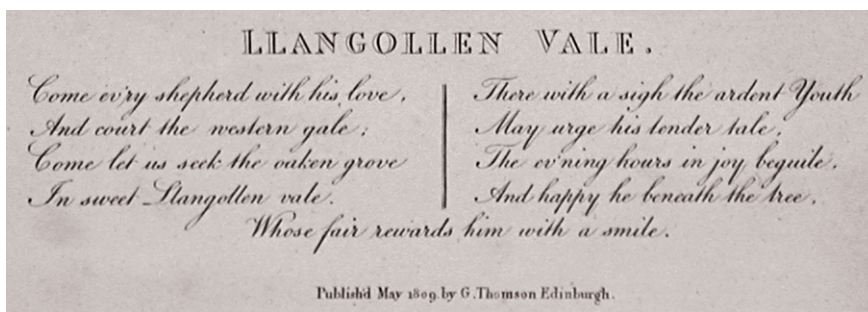 LLANGOLLEN VALE.
Come ev'ry shepherd with his love,
And court the western gale;
Come let us seek the oaken grove
In sweet Llangollen vale.
There with a sigh the ardent Youth
May urge his tender tale,
The ev'ning hours in joy beguile,
And happy he beneath the tree,
Whose fair rewards him with a smile.
Publish'd May 1809 by G. Thomson Edinburgh.